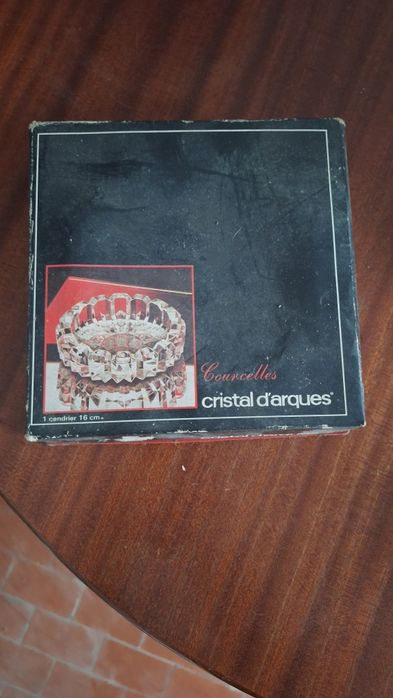 Courcelles
cristal d'arques®
1 cendrier 16 cm.